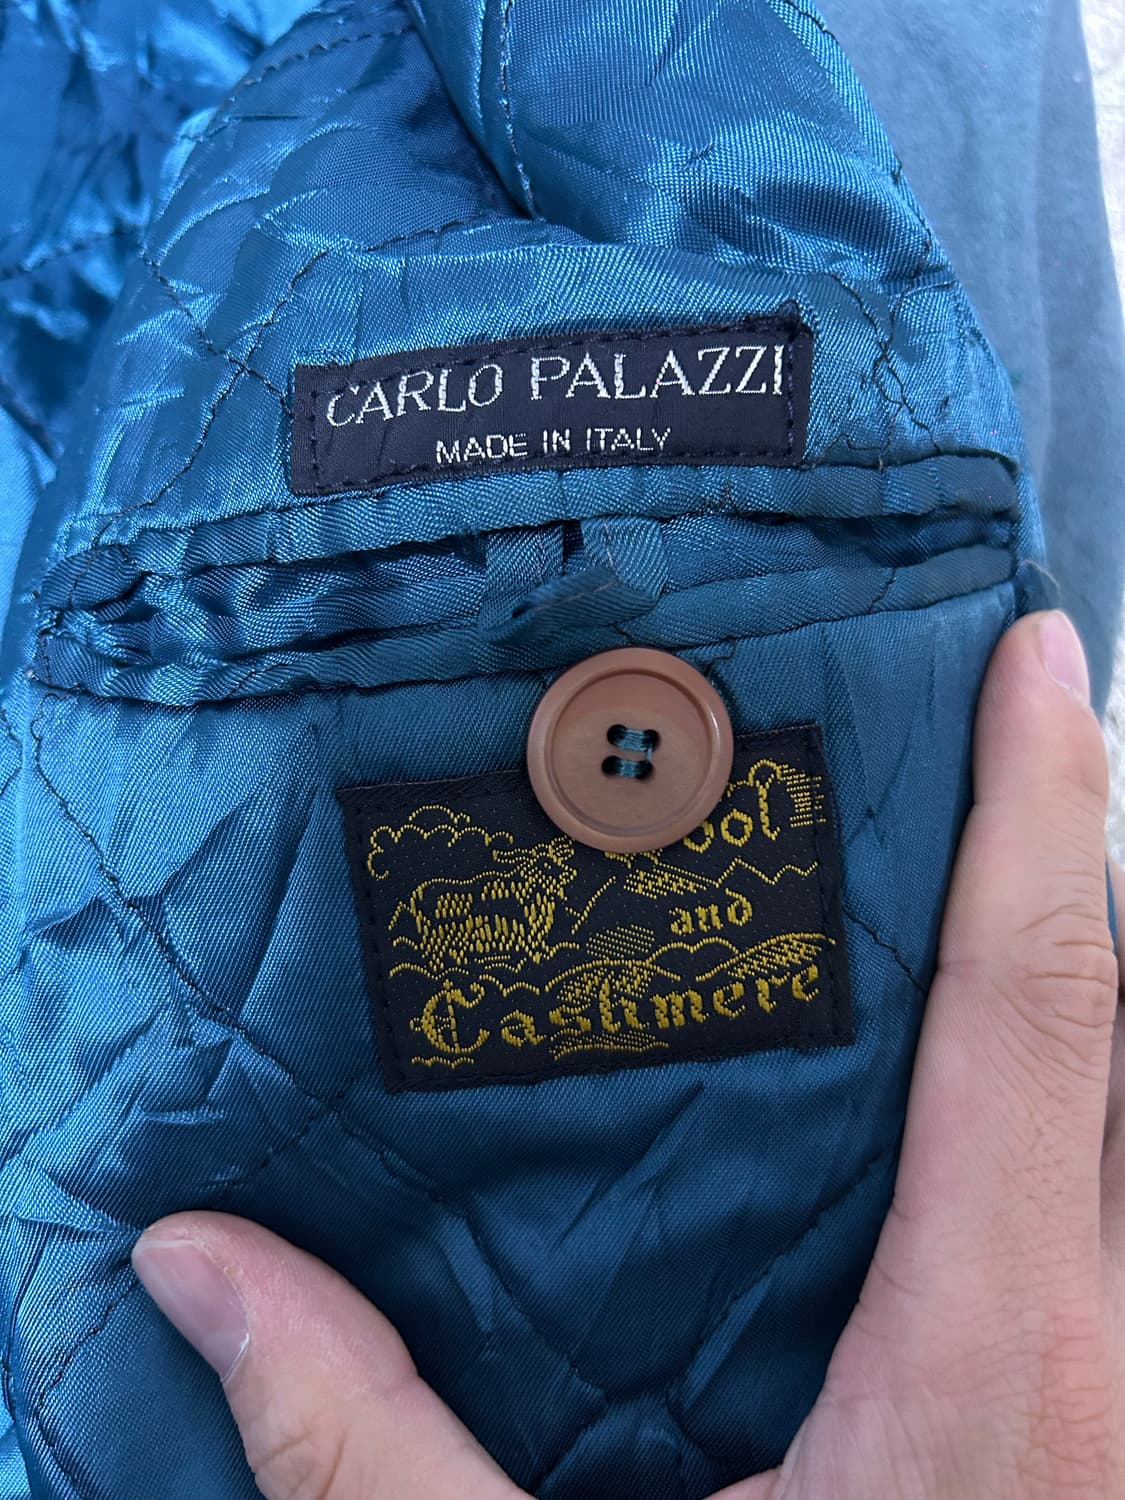 CARLO PALAZZI
MADE IN ITALY
and
Cashmere